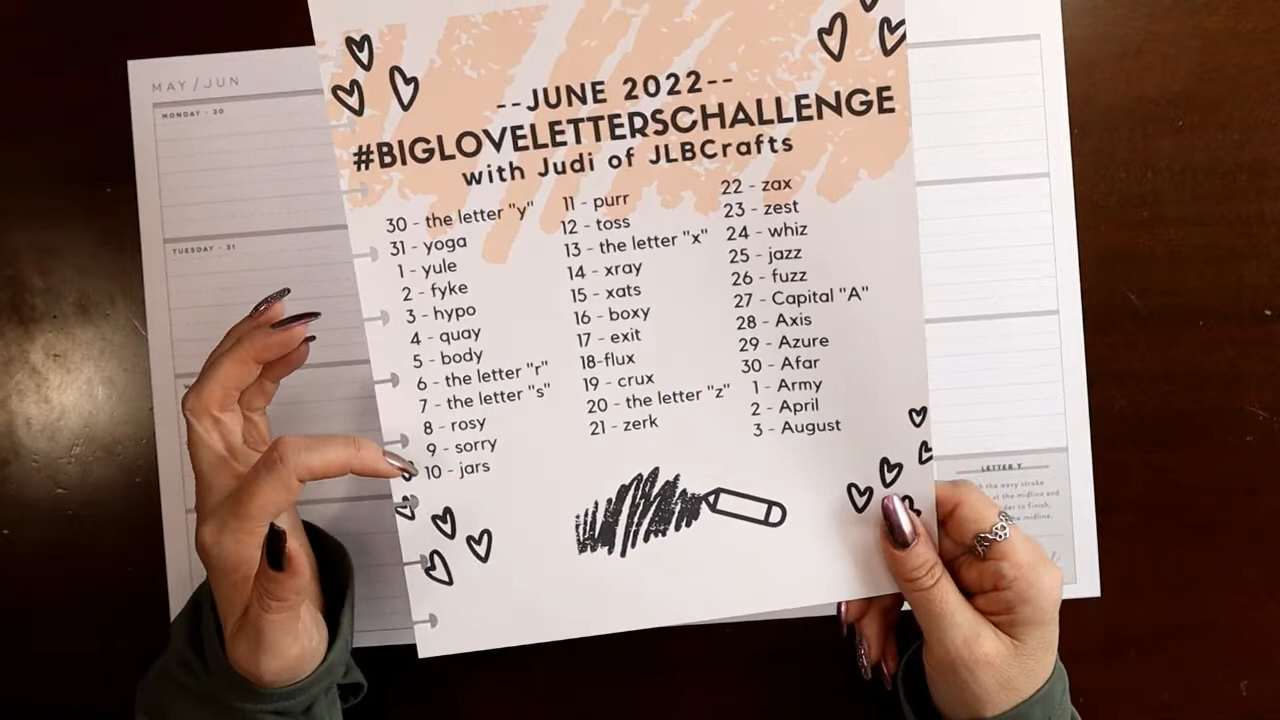 MAY/JUN
MONDAY · 30
TUESDAY · 31
--JUNE 2022--
#BIGLOVELETTERSCHALLENGE
with Judi of JLBCrafts
30 - the letter "y"
31 - yoga
1 - yule
2 - fyke
3 - hypo
4 - quay
5 - body
6 - the letter "r"
7 - the letter "s"
8 - rosy
9 - sorry
10 - jars
11 - purr
12 - toss
13 - the letter "x"
14 - xray
15 - xats
16 - boxy
17 - exit
18-flux
19 - crux
20 - the letter "z"
21 - zerk
22 - zax
23 - zest
24 - whiz
25 - jazz
26 - fuzz
27 - Capital "A"
28 - Axis
29 - Azure
30 - Afar
1 - Army
2 - April
3 - August
LETTER Y
the wavy stroke
at the midline and
to finish,
the midline.